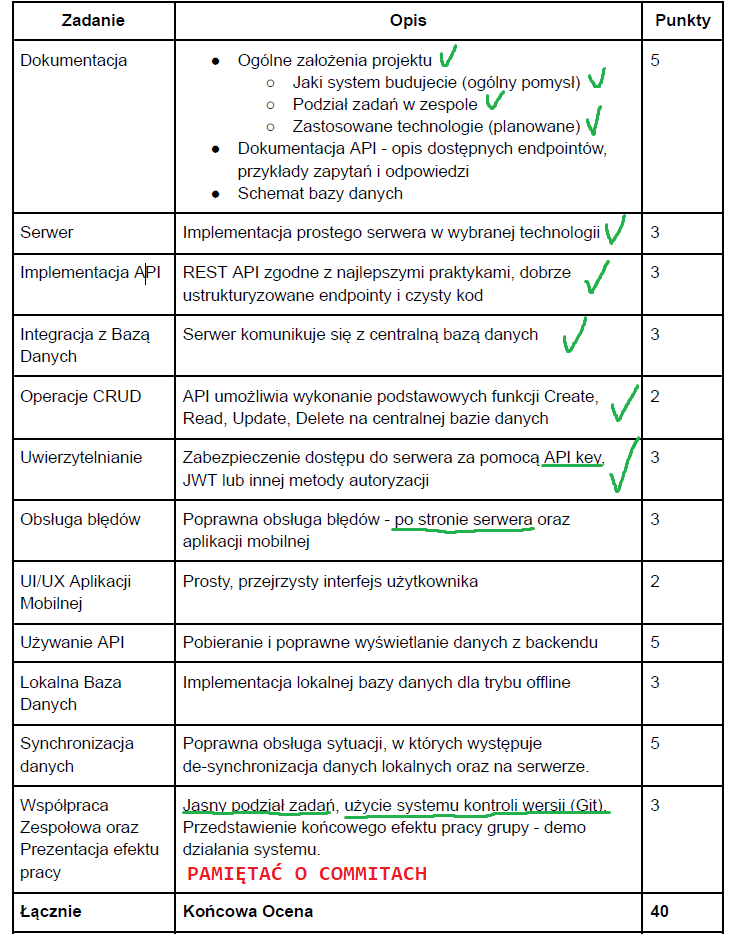 Zadanie Opis Punkty
Dokumentacja ● Ogólne założenia projektu 5
○ Jaki system budujecie (ogólny pomysł)
○ Podział zadań w zespole
○ Zastosowane technologie (planowane)
● Dokumentacja API - opis dostępnych endpointów,
przykłady zapytań i odpowiedzi
● Schemat bazy danych
Serwer Implementacja prostego serwera w wybranej technologii 3
Implementacja API REST API zgodne z najlepszymi praktykami, dobrze 3
ustrukturyzowane endpointy i czysty kod
Integracja z Bazą Serwer komunikuje się z centralną bazą danych 3
Danych
Operacje CRUD API umożliwia wykonanie podstawowych funkcji Create, 2
Read, Update, Delete na centralnej bazie danych
Uwierzytelnianie Zabezpieczenie dostępu do serwera za pomocą API key, 3
JWT lub innej metody autoryzacji
Obsługa błędów Poprawna obsługa błędów - po stronie serwera oraz 3
aplikacji mobilnej
UI/UX Aplikacji Prosty, przejrzysty interfejs użytkownika 2
Mobilnej
Używanie API Pobieranie i poprawne wyświetlanie danych z backendu 5
Lokalna Baza Implementacja lokalnej bazy danych dla trybu offline 3
Danych
Synchronizacja Poprawna obsługa sytuacji, w których występuje 5
danych de-synchronizacja danych lokalnych oraz na serwerze.
Współpraca Jasny podział zadań, użycie systemu kontroli wersji (Git). 3
Zespołowa oraz Przedstawienie końcowego efektu pracy grupy - demo
Prezentacja efektu działania systemu.
pracy PAMIĘTAĆ O COMMITACH
Łącznie Końcowa Ocena 40